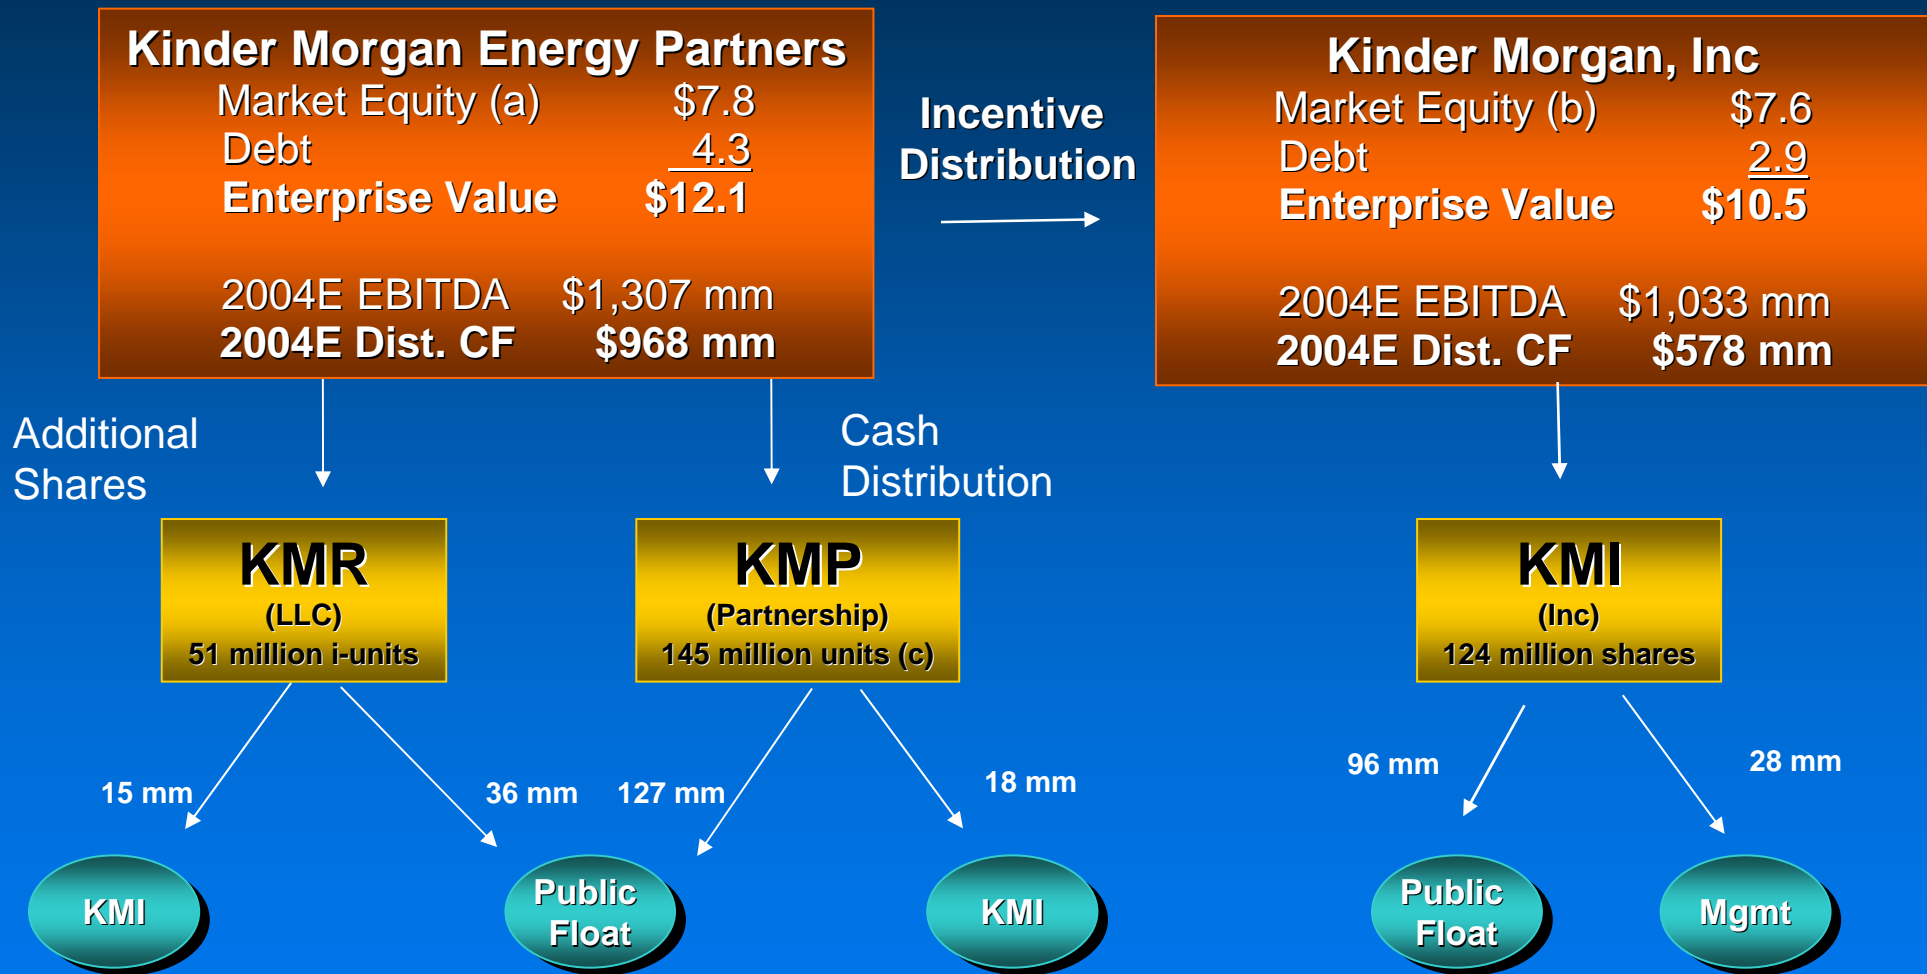 Kinder Morgan Energy Partners
Market Equity (a) $7.8
Debt 4.3
Enterprise Value $12.1
2004E EBITDA $1,307 mm
2004E Dist. CF $968 mm
Incentive
Distribution
Kinder Morgan, Inc
Market Equity (b) $7.6
Debt 2.9
Enterprise Value $10.5
2004E EBITDA $1,033 mm
2004E Dist. CF $578 mm
Additional
Shares
Cash
Distribution
KMR
(LLC)
51 million i-units
KMP
(Partnership)
145 million units (c)
KMI
(Inc)
124 million shares
15 mm
36 mm
127 mm
18 mm
96 mm
28 mm
KMI
Public
Float
KMI
Public
Float
Mgmt